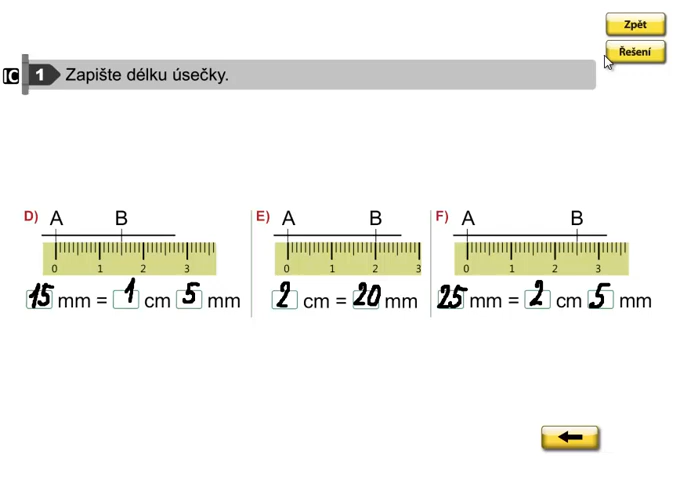 Zpět
Řešení
IC 1 Zapište délku úsečky.
D) A B E) A B F) A B
0 1 2 3 0 1 2 3 0 1 2 3
15 mm = 1 cm 5 mm 2 cm = 20 mm 25 mm = 2 cm 5 mm